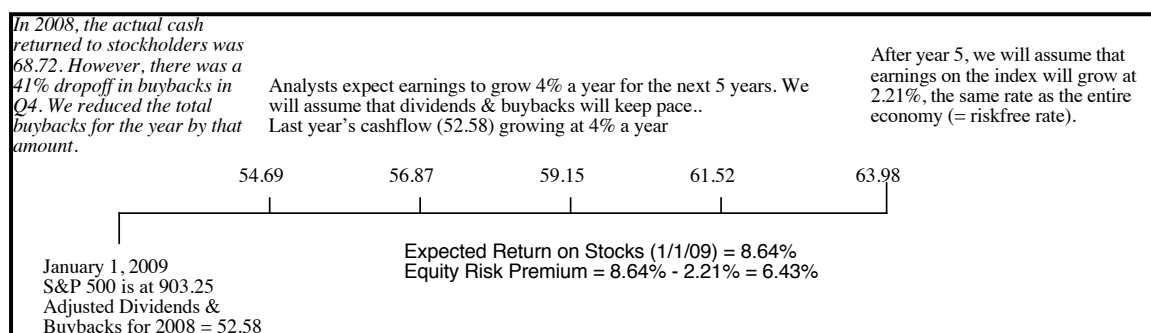 In 2008, the actual cash
returned to stockholders was
68.72. However, there was a
41% dropoff in buybacks in
Q4. We reduced the total
buybacks for the year by that
amount.
Analysts expect earnings to grow 4% a year for the next 5 years. We
will assume that dividends & buybacks will keep pace..
Last year's cashflow (52.58) growing at 4% a year
After year 5, we will assume that
earnings on the index will grow at
2.21%, the same rate as the entire
economy (= riskfree rate).
54.69 56.87 59.15 61.52 63.98
January 1, 2009
S&P 500 is at 903.25
Adjusted Dividends &
Buybacks for 2008 = 52.58
Expected Return on Stocks (1/1/09) = 8.64%
Equity Risk Premium = 8.64% - 2.21% = 6.43%